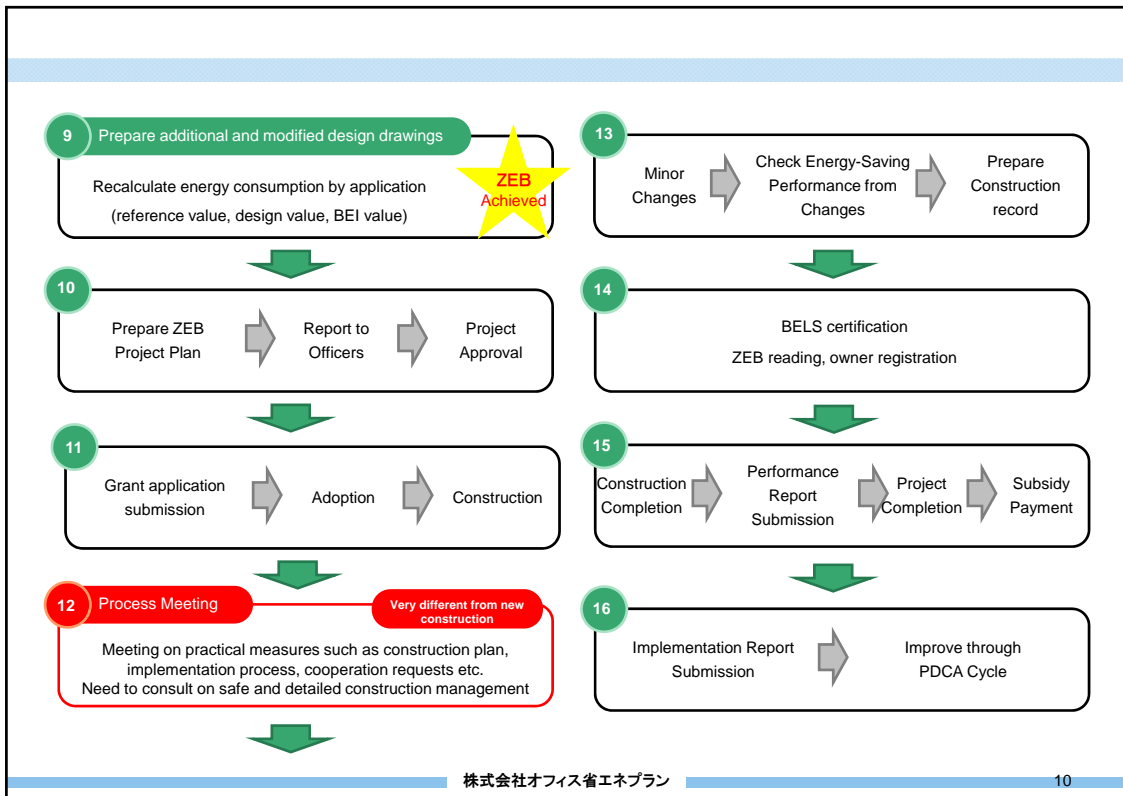 9
Prepare additional and modified design drawings
Recalculate energy consumption by application
(reference value, design value, BEI value)
ZEB
Achieved
10
Prepare ZEB
Project Plan
Report to
Officers
Project
Approval
11
Grant application
submission
Adoption
Construction
12
Process Meeting
Very different from new
construction
Meeting on practical measures such as construction plan,
implementation process, cooperation requests etc.
Need to consult on safe and detailed construction management
13
Minor
Changes
Check Energy-Saving
Performance from
Changes
Prepare
Construction
record
14
BELS certification
ZEB reading, owner registration
15
Construction
Completion
Performance
Report
Submission
Project
Completion
Subsidy
Payment
16
Implementation Report
Submission
Improve through
PDCA Cycle
株式会社オフィス省エネプラン
10